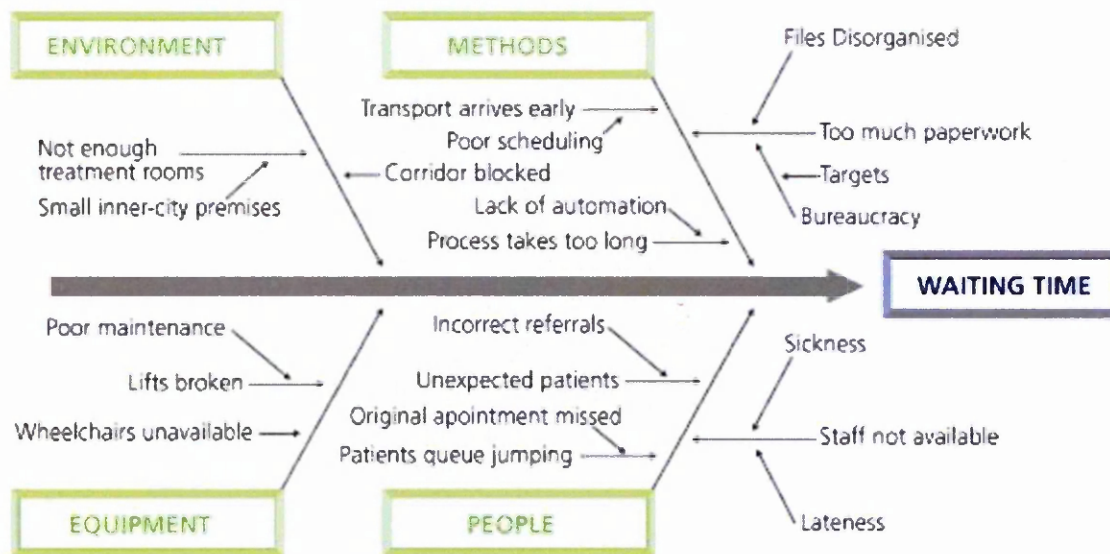 ENVIRONMENT
METHODS
Files Disorganised
Transport arrives early
Poor scheduling
Too much paperwork
Not enough
treatment rooms
Corridor blocked
Targets
Small inner-city premises
Lack of automation
Bureaucracy
Process takes too long
WAITING TIME
Poor maintenance
Incorrect referrals
Sickness
Lifts broken
Unexpected patients
Original apointment missed
Wheelchairs unavailable
Staff not available
Patients queue jumping
EQUIPMENT
PEOPLE
Lateness